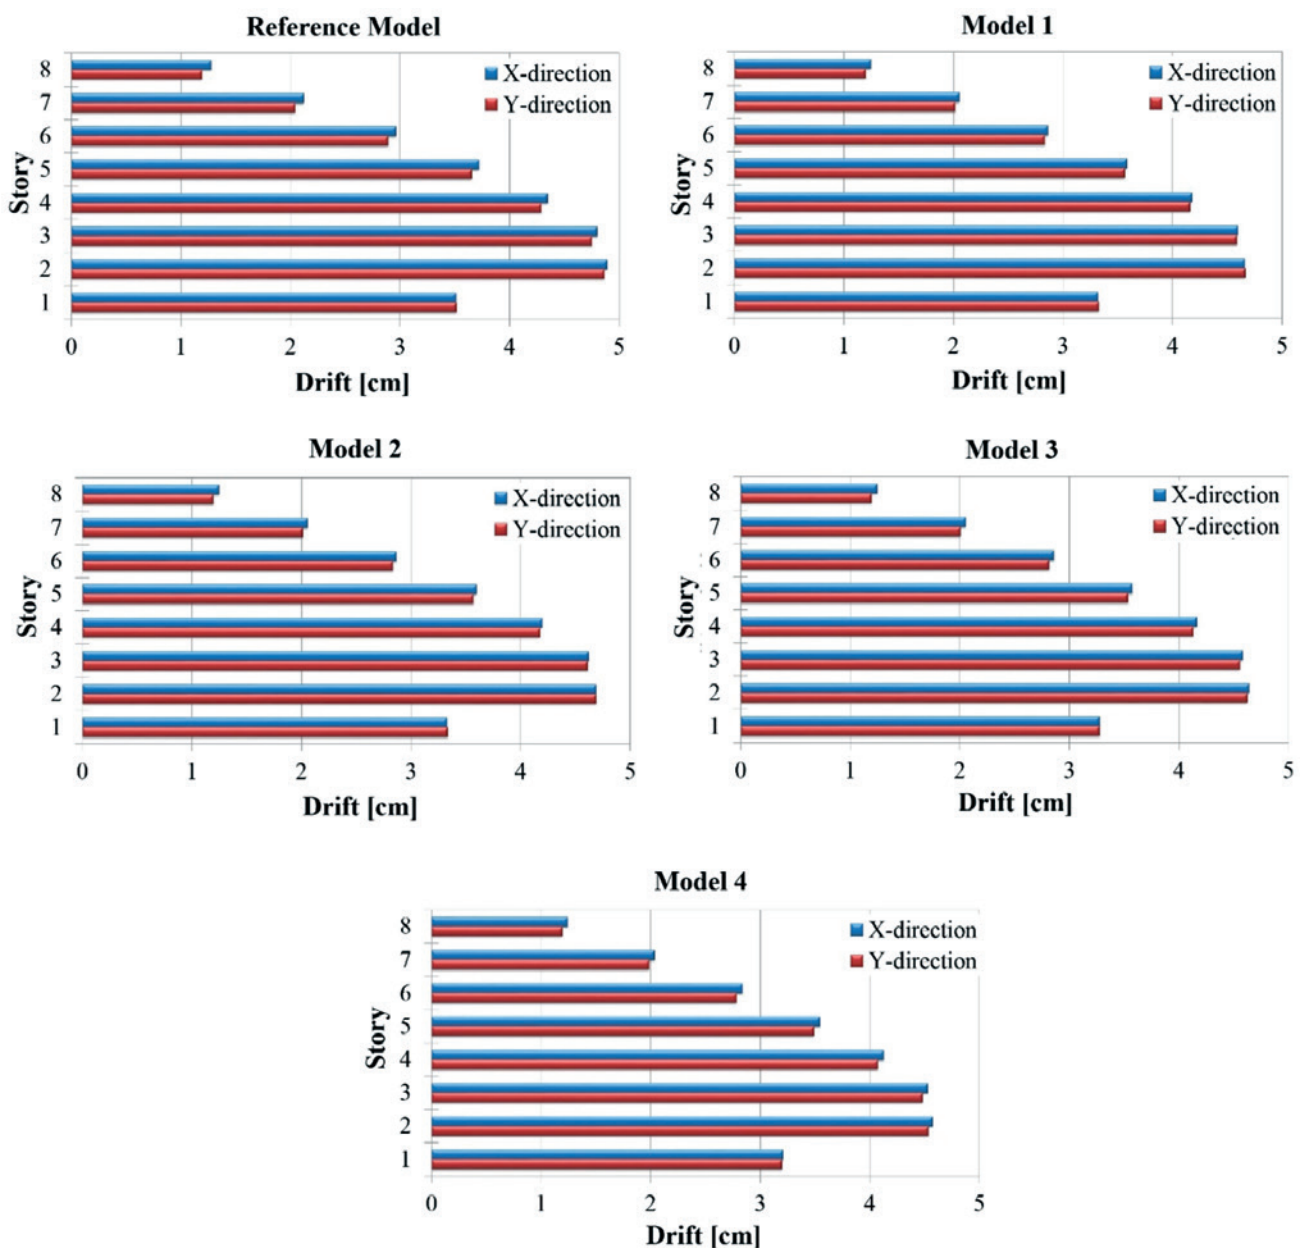 Reference Model
X-direction
Y-direction
Story
8
7
6
5
4
3
2
1
0 1 2 3 4 5
Drift [cm]
Model 1
X-direction
Y-direction
Story
8
7
6
5
4
3
2
1
0 1 2 3 4 5
Drift [cm]
Model 2
X-direction
Y-direction
Story
8
7
6
5
4
3
2
1
0 1 2 3 4 5
Drift [cm]
Model 3
X-direction
Y-direction
Story
8
7
6
5
4
3
2
1
0 1 2 3 4 5
Drift [cm]
Model 4
X-direction
Y-direction
Story
8
7
6
5
4
3
2
1
0 1 2 3 4 5
Drift [cm]